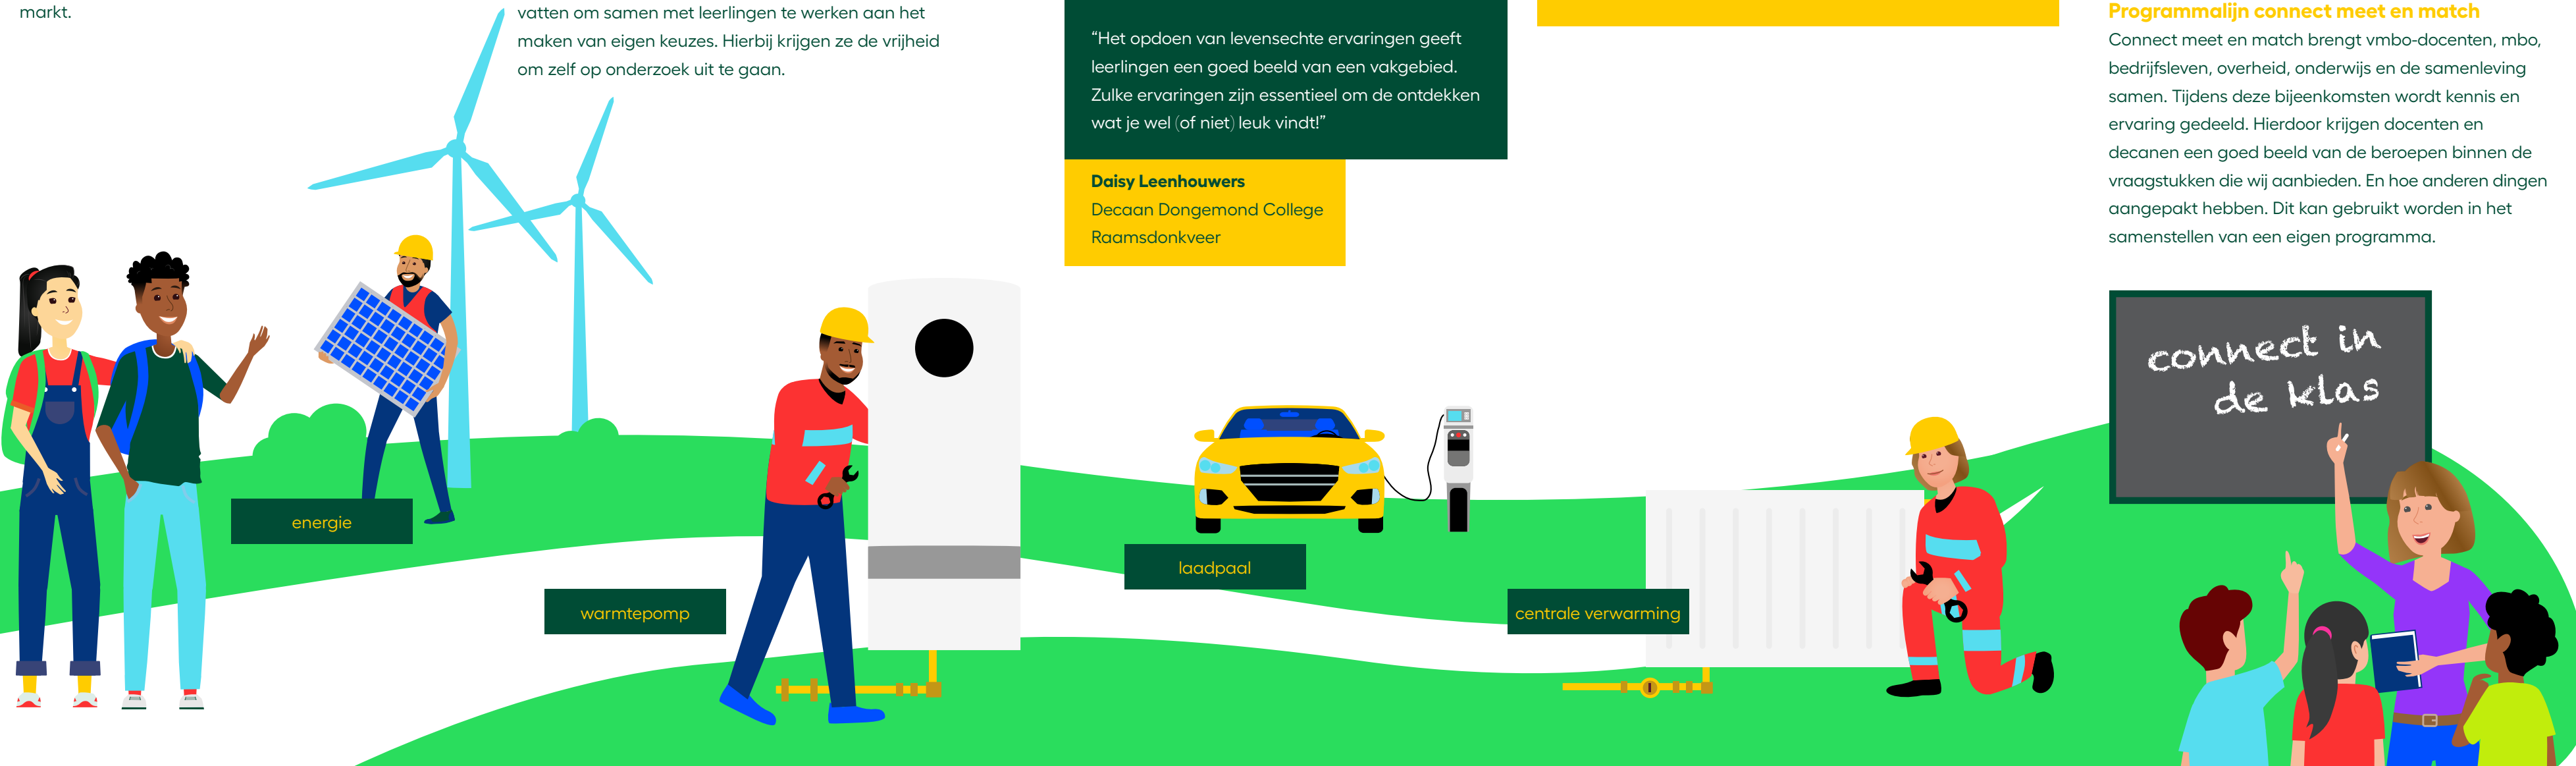 markt.
vatten om samen met leerlingen te werken aan het
maken van eigen keuzes. Hierbij krijgen ze de vrijheid
om zelf op onderzoek uit te gaan.
“Het opdoen van levensechte ervaringen geeft
leerlingen een goed beeld van een vakgebied.
Zulke ervaringen zijn essentieel om de ontdekken
wat je wel (of niet) leuk vindt!”
Daisy Leenhouwers
Decaan Dongemond College
Raamsdonkveer
Programmalijn connect meet en match
Connect meet en match brengt vmbo-docenten, mbo,
bedrijfsleven, overheid, onderwijs en de samenleving
samen. Tijdens deze bijeenkomsten wordt kennis en
ervaring gedeeld. Hierdoor krijgen docenten en
decanen een goed beeld van de beroepen binnen de
vraagstukken die wij aanbieden. En hoe anderen dingen
aangepakt hebben. Dit kan gebruikt worden in het
samenstellen van een eigen programma.
connect in
de klas
energie
warmtepomp
laadpaal
centrale verwarming